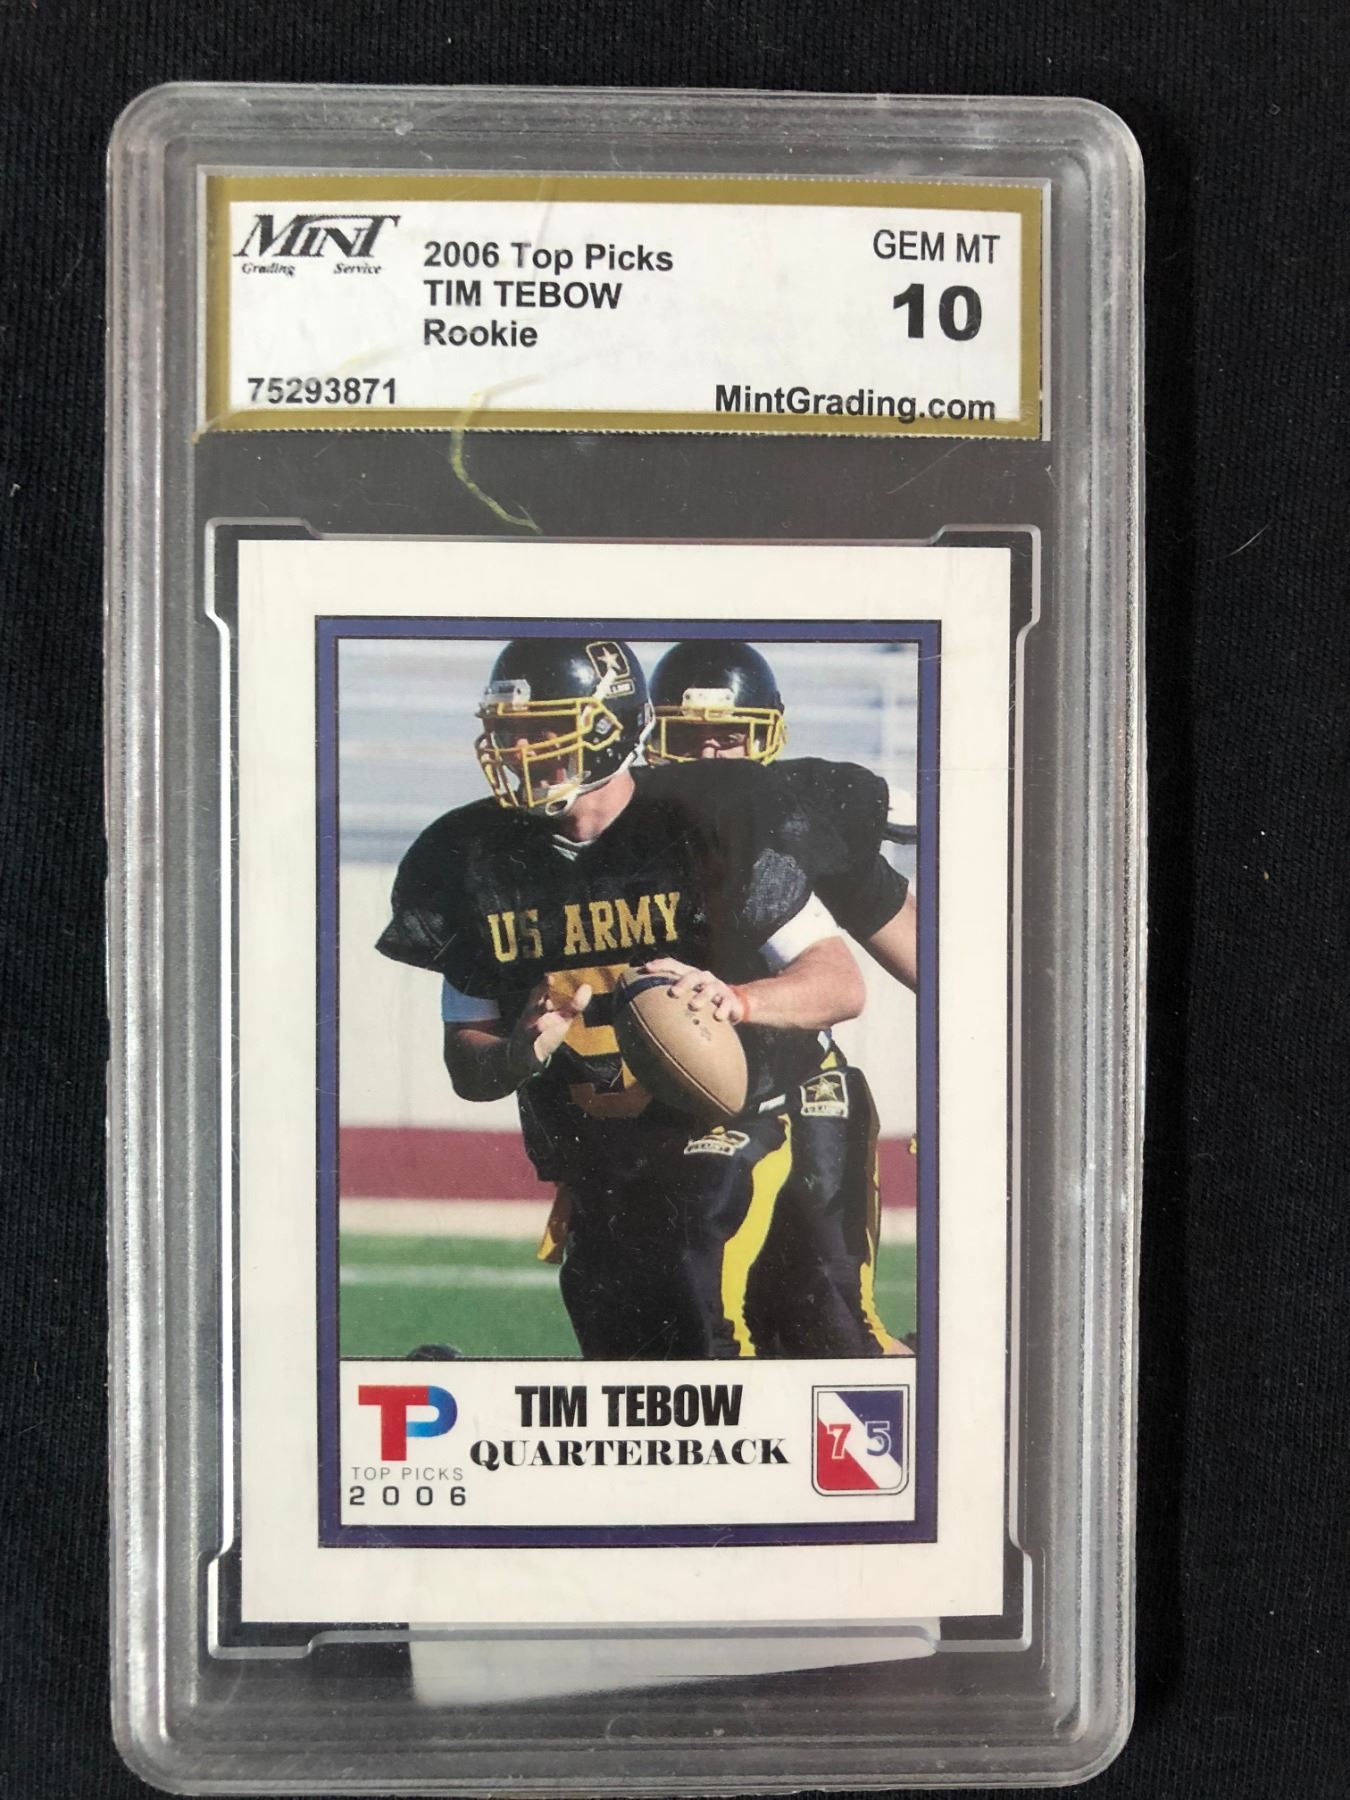 MINT
Grading Service
2006 Top Picks
TIM TEBOW
Rookie
GEM MT
10
75293871
MintGrading.com
US ARMY
5
TP
TOP PICKS
2006
TIM TEBOW
QUARTERBACK
75